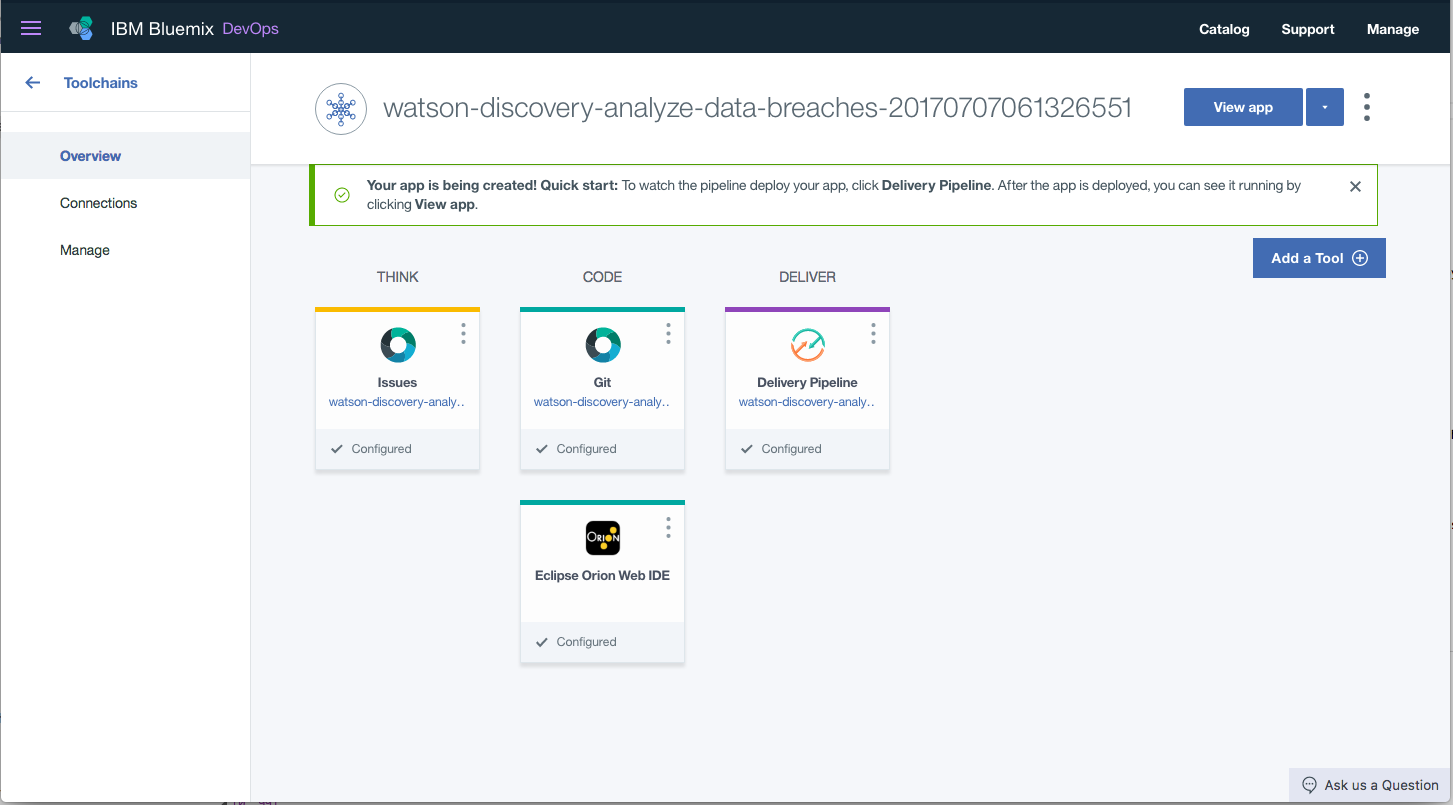 IBM Bluemix DevOps
Catalog
Support
Manage
Toolchains
Overview
Connections
Manage
watson-discovery-analyze-data-breaches-20170707061326551
View app
Your app is being created! Quick start: To watch the pipeline deploy your app, click Delivery Pipeline. After the app is deployed, you can see it running by
clicking View app.
Add a Tool
THINK
CODE
DELIVER
Issues
watson-discovery-analy..
Configured
Git
watson-discovery-analy..
Configured
Delivery Pipeline
watson-discovery-analy..
Configured
ORION
Eclipse Orion Web IDE
Configured
Ask us a Question